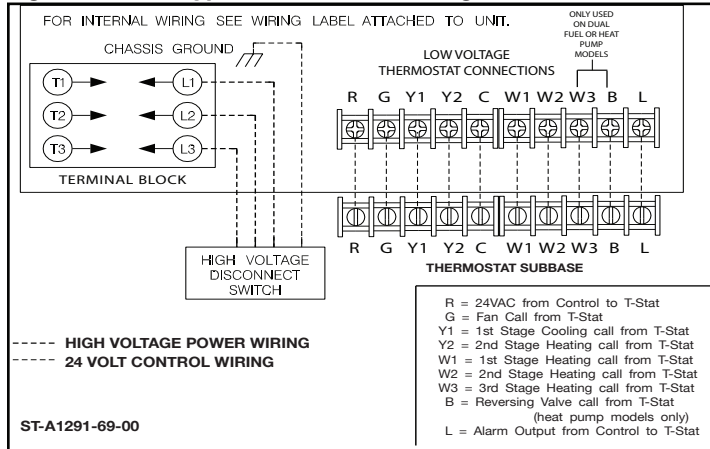 FOR INTERNAL WIRING SEE WIRING LABEL ATTACHED TO UNIT.
ONLY USED
ON DUAL
FUEL OR HEAT
PUMP
MODELS
CHASSIS GROUND
LOW VOLTAGE
THERMOSTAT CONNECTIONS
R G Y1 Y2 C W1 W2 W3 B L
T1 L1
T2 L2
T3 L3
TERMINAL BLOCK
R G Y1 Y2 C W1 W2 W3 B L
THERMOSTAT SUBBASE
HIGH VOLTAGE
DISCONNECT
SWITCH
HIGH VOLTAGE POWER WIRING
24 VOLT CONTROL WIRING
R = 24VAC from Control to T-Stat
G = Fan Call from T-Stat
Y1 = 1st Stage Cooling call from T-Stat
Y2 = 2nd Stage Heating call from T-Stat
W1 = 1st Stage Heating call from T-Stat
W2 = 2nd Stage Heating call from T-Stat
W3 = 3rd Stage Heating call from T-Stat
B = Reversing Valve call from T-Stat
(heat pump models only)
L = Alarm Output from Control to T-Stat
ST-A1291-69-00